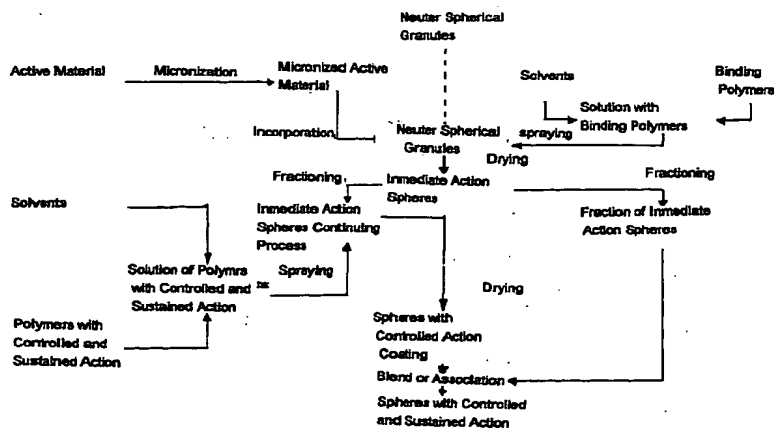 Neuter Spherical
Granules
Active Material
Micronization
Micronized Active
Material
Solvents
Binding
Polymers
Solution with
Binding Polymers
spraying
Incorporation
Neuter Spherical
Granules
Drying
Fractioning
Inmediate Action
Spheres
Fractioning
Solvents
Inmediate Action
Spheres Continuing
Process
Fraction of Inmediate
Action Spheres
Solution of Polymrs
with Controlled and
Sustained Action
Spraying
Drying
Polymers with
Controlled and
Sustained Action
Spheres with
Controlled Action
Coating
Blend or Association
Spheres with Controlled
and Sustained Action